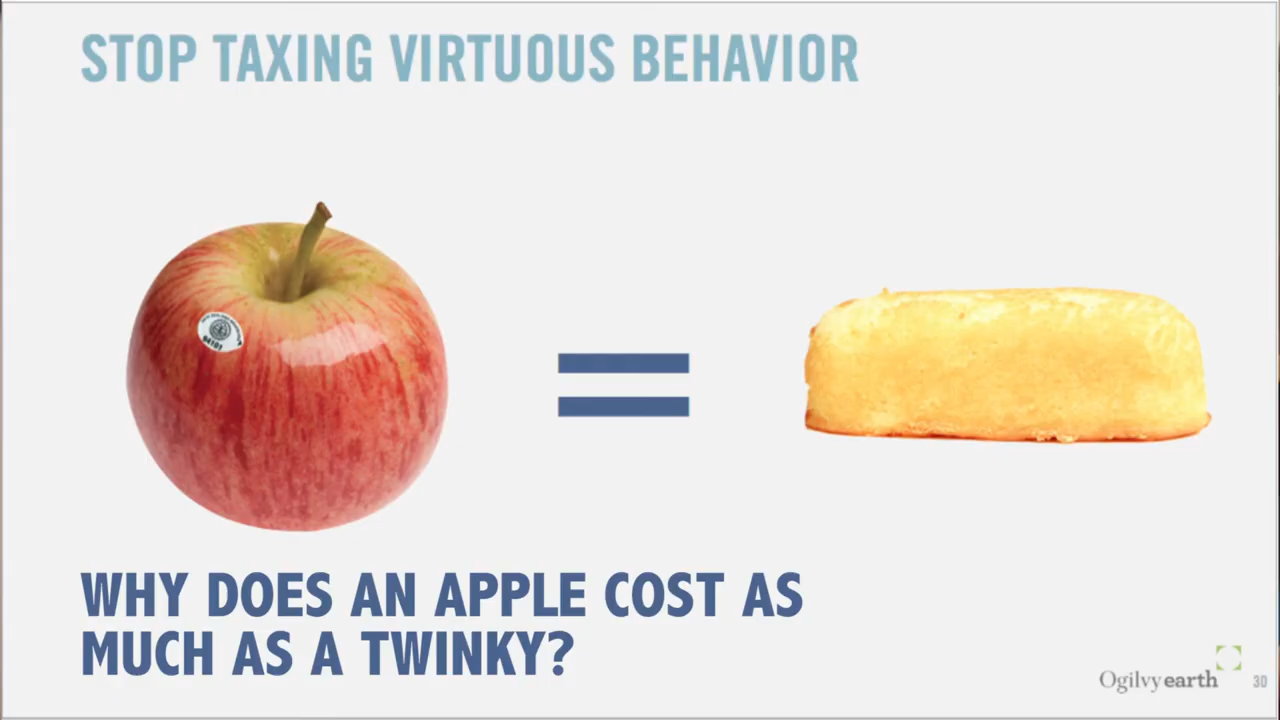 STOP TAXING VIRTUOUS BEHAVIOR
WHY DOES AN APPLE COST AS
MUCH AS A TWINKY?
Ogilvyearth
30